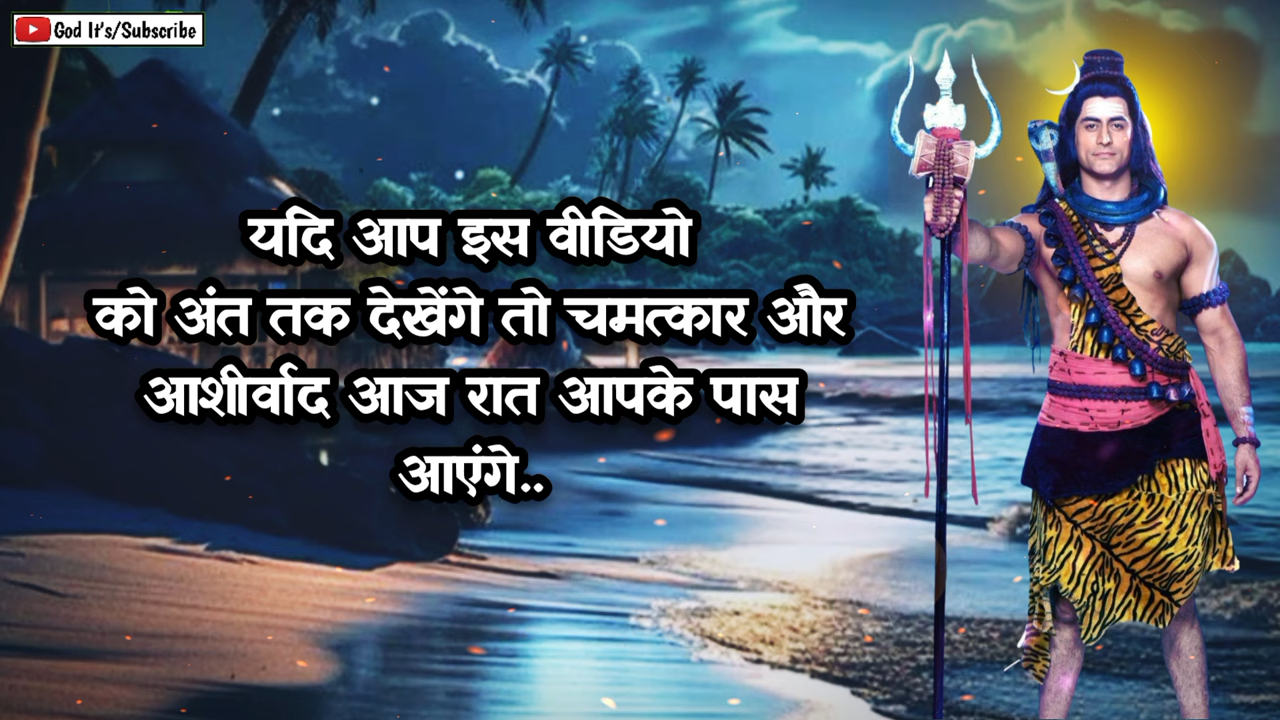 God It's/Subscribe
यदि आप इस वीडियो
को अंत तक देखेंगे तो चमत्कार और
आशीर्वाद आज रात आपके पास
आएंगे..